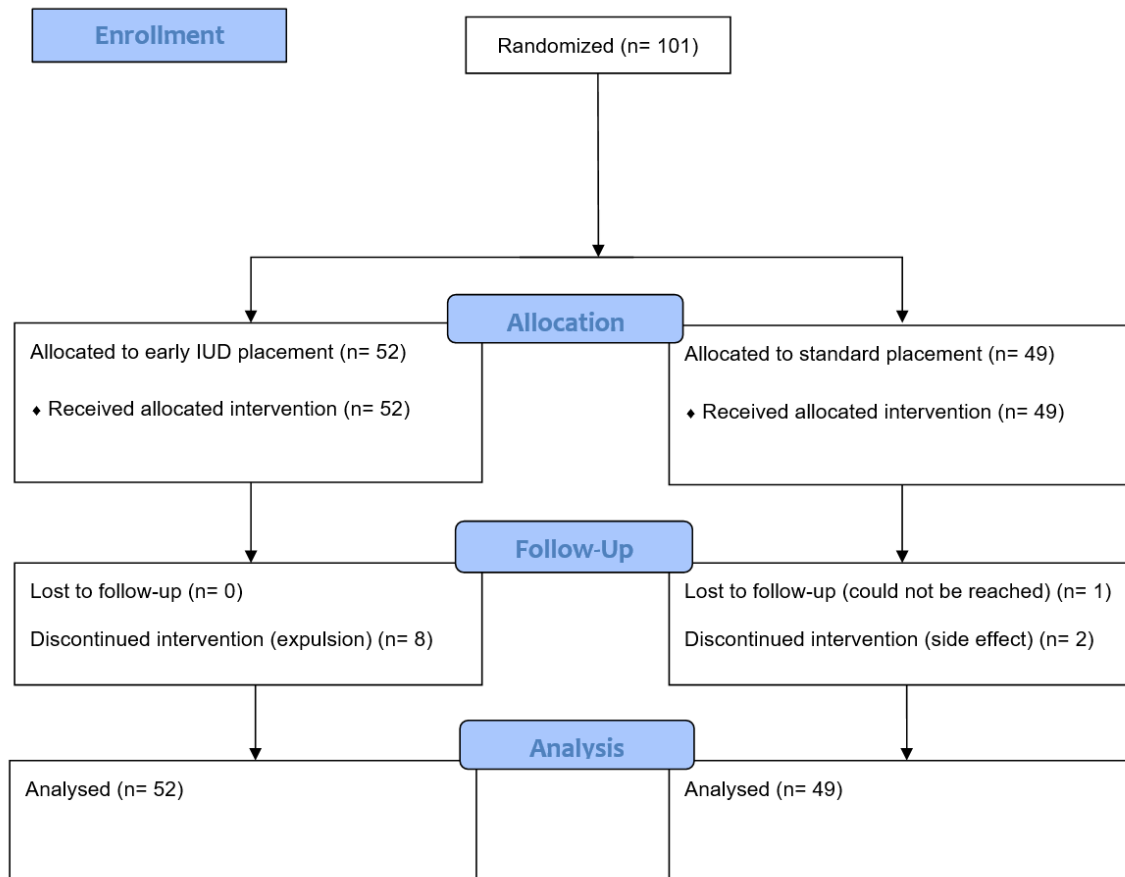 Enrollment
Randomized (n= 101)
Allocation
Allocated to early IUD placement (n= 52)
♦ Received allocated intervention (n= 52)
Allocated to standard placement (n= 49)
♦ Received allocated intervention (n= 49)
Follow-Up
Lost to follow-up (n= 0)
Discontinued intervention (expulsion) (n= 8)
Lost to follow-up (could not be reached) (n= 1)
Discontinued intervention (side effect) (n= 2)
Analysis
Analysed (n= 52)
Analysed (n= 49)